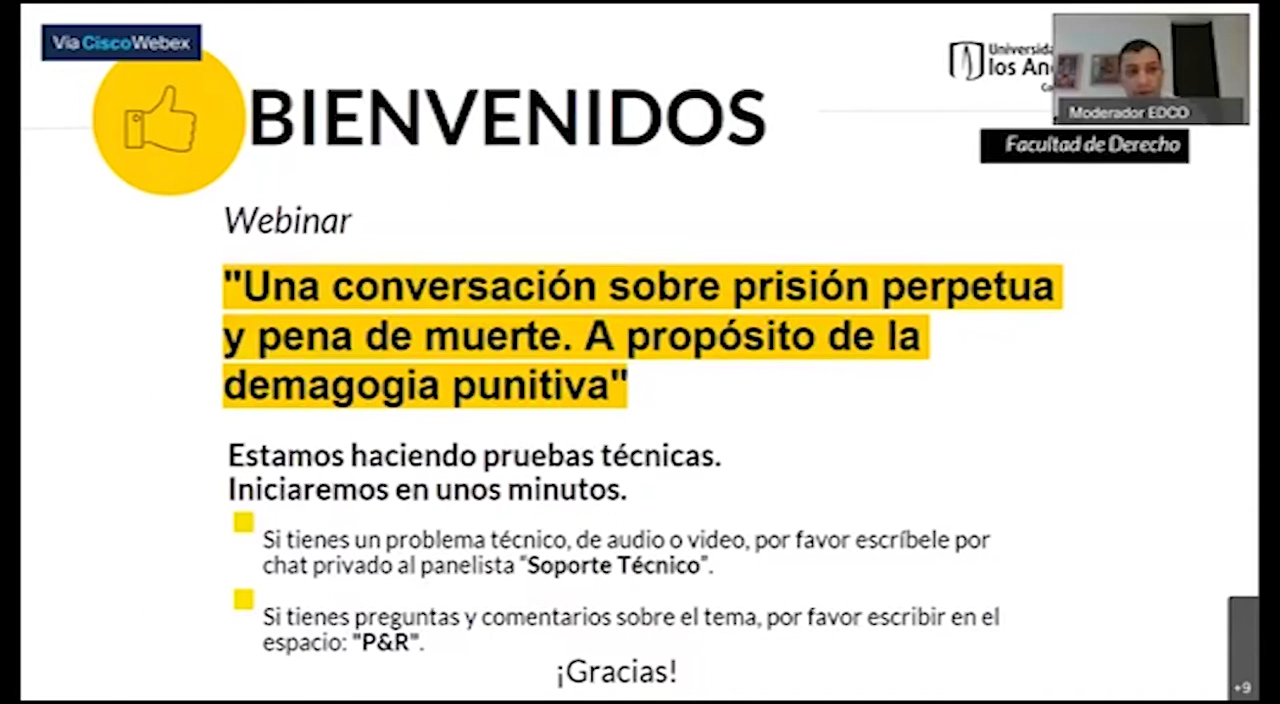 Vía CiscoWebex
BIENVENIDOS
los
Moderador EDCO
Facultad de Derecho
Webinar
"Una conversación sobre prisión perpetua
y pena de muerte. A propósito de la
demagogia punitiva"
Estamos haciendo pruebas técnicas.
Iniciaremos en unos minutos.
Si tienes un problema técnico, de audio o video, por favor escríbele por
chat privado al panelista "Soporte Técnico".
Si tienes preguntas y comentarios sobre el tema, por favor escribir en el
espacio: "P&R".
¡Gracias!
+9